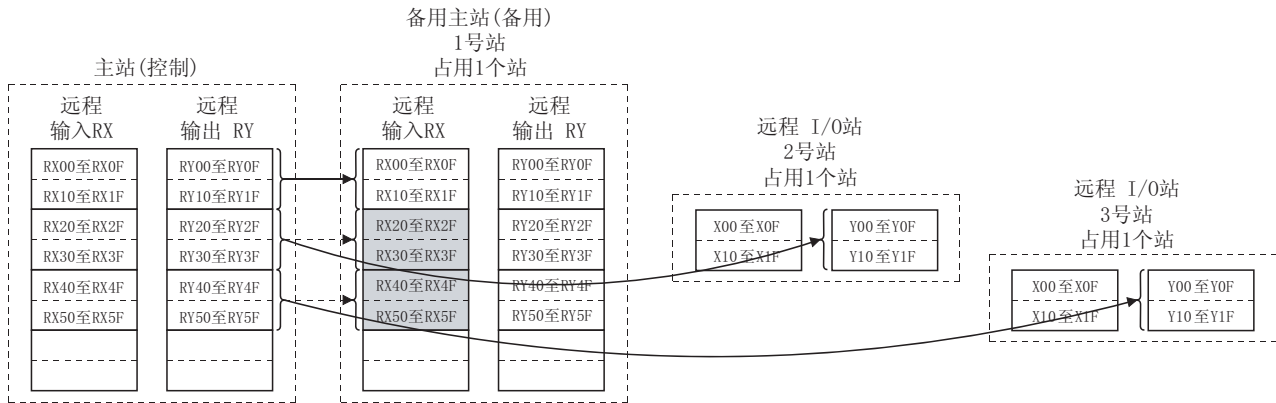 备用主站(备用)
1号站
占用1个站
主站(控制)
远程
输入RX
远程
输出 RY
RX00至RX0F
RX10至RX1F
RX20至RX2F
RX30至RX3F
RX40至RX4F
RX50至RX5F
RY00至RY0F
RY10至RY1F
RY20至RY2F
RY30至RY3F
RY40至RY4F
RY50至RY5F
远程
输入RX
远程
输出 RY
RX00至RX0F
RX10至RX1F
RX20至RX2F
RX30至RX3F
RX40至RX4F
RX50至RX5F
RY00至RY0F
RY10至RY1F
RY20至RY2F
RY30至RY3F
RY40至RY4F
RY50至RY5F
远程 I/O站
2号站
占用1个站
X00至X0F
X10至X1F
Y00至Y0F
Y10至Y1F
远程 I/O站
3号站
占用1个站
X00至X0F
X10至X1F
Y00至Y0F
Y10至Y1F